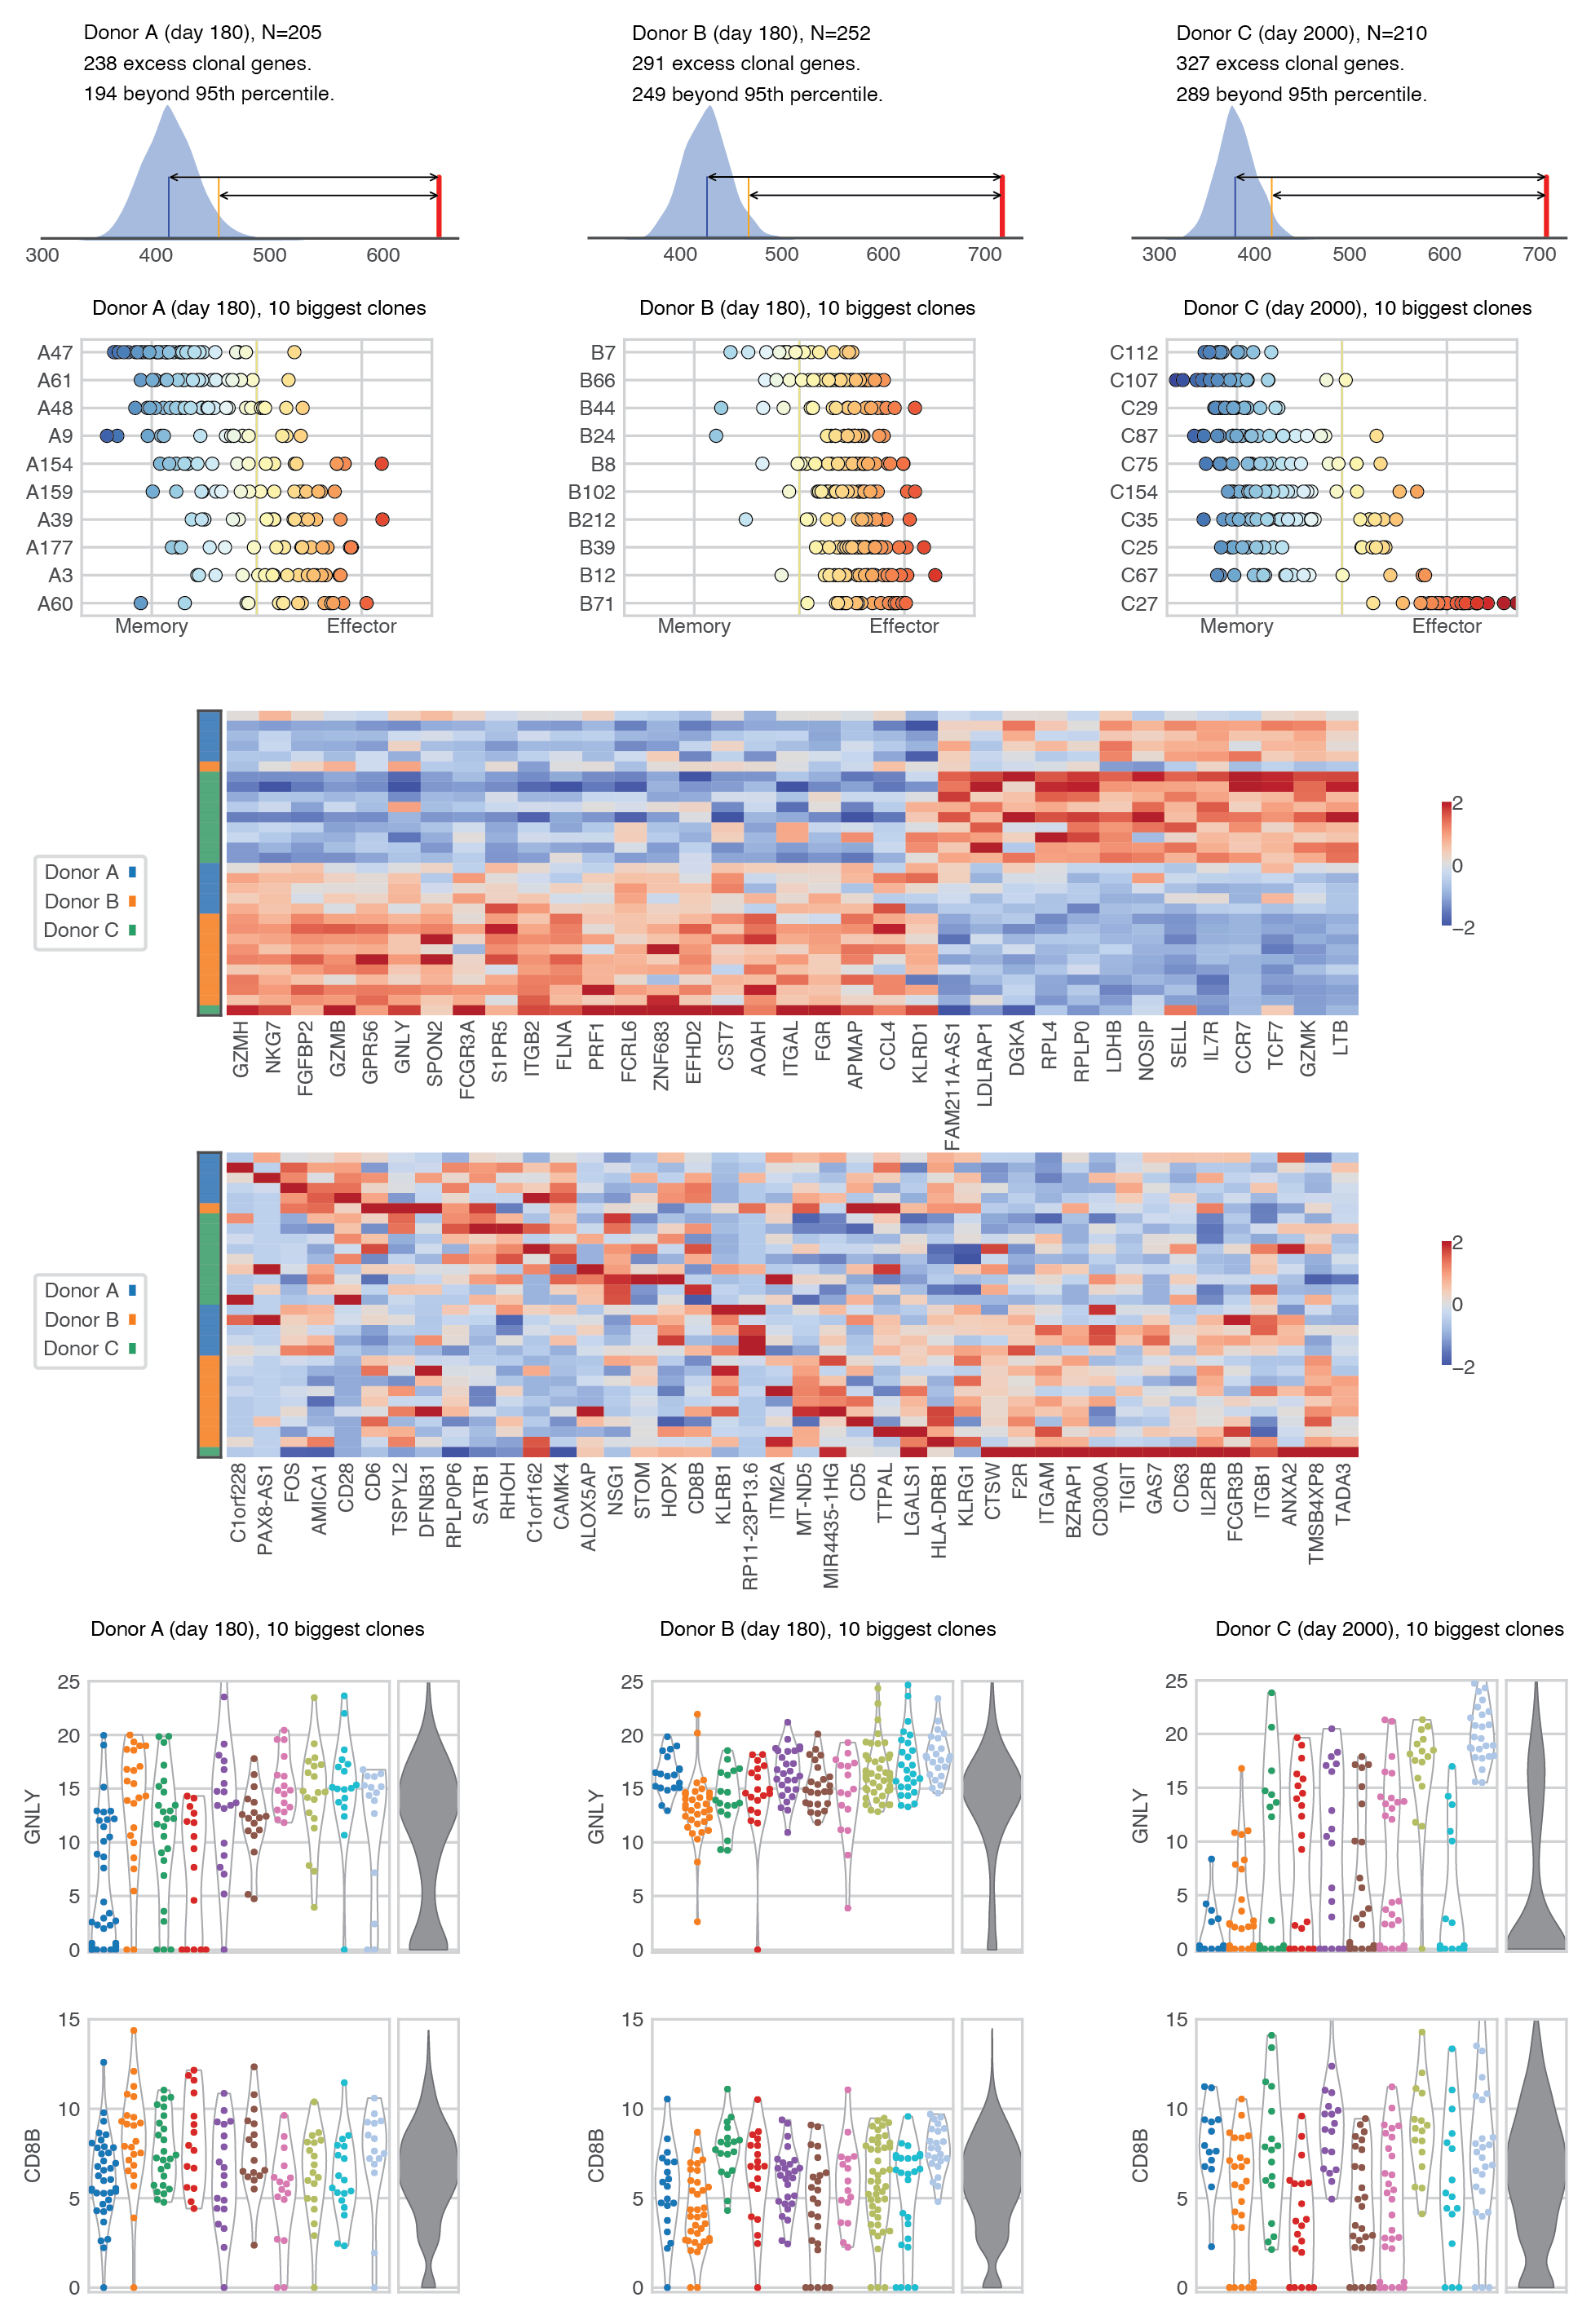 Donor A (day 180), N=205
238 excess clonal genes.
194 beyond 95th percentile.
300 400 500 600
Donor B (day 180), N=252
291 excess clonal genes.
249 beyond 95th percentile.
400 500 600 700
Donor C (day 2000), N=210
327 excess clonal genes.
289 beyond 95th percentile.
300 400 500 600 700
Donor A (day 180), 10 biggest clones
A47
A61
A48
A9
A154
A159
A39
A177
A3
A60
Memory Effector
Donor B (day 180), 10 biggest clones
B7
B66
B44
B24
B8
B102
B212
B39
B12
B71
Memory Effector
Donor C (day 2000), 10 biggest clones
C112
C107
C29
C87
C75
C154
C35
C25
C67
C27
Memory Effector
Donor A
Donor B
Donor C
2
0
−2
GZMH
NKG7
FGFBP2
GZMB
GPR56
GNLY
SPON2
FCGR3A
S1PR5
ITGB2
FLNA
PRF1
FCRL6
ZNF683
EFHD2
CST7
AOAH
ITGAL
FGR
APMAP
CCL4
KLRD1
FAM211A-AS1
LDLRAP1
DGKA
RPL4
RPLP0
LDHB
NOSIP
SELL
IL7R
CCR7
TCF7
GZMK
LTB
Donor A
Donor B
Donor C
2
0
−2
C1orf228
PAX8-AS1
FOS
AMICA1
CD28
CD6
TSPYL2
DFNB31
RPLP0P6
SATB1
RHOH
C1orf162
CAMK4
ALOX5AP
NSG1
STOM
HOPX
CD8B
KLRB1
RP11-23P13.6
ITM2A
MT-ND5
MIR4435-1HG
CD5
TTPAL
LGALS1
HLA-DRB1
KLRG1
CTSW
F2R
ITGAM
BZRAP1
CD300A
TIGIT
GAS7
CD63
IL2RB
FCGR3B
ITGB1
ANXA2
TMSB4XP8
TADA3
Donor A (day 180), 10 biggest clones
GNLY
25
20
15
10
5
0
Donor B (day 180), 10 biggest clones
GNLY
25
20
15
10
5
0
Donor C (day 2000), 10 biggest clones
GNLY
25
20
15
10
5
0
CD8B
15
10
5
0
CD8B
15
10
5
0
CD8B
15
10
5
0